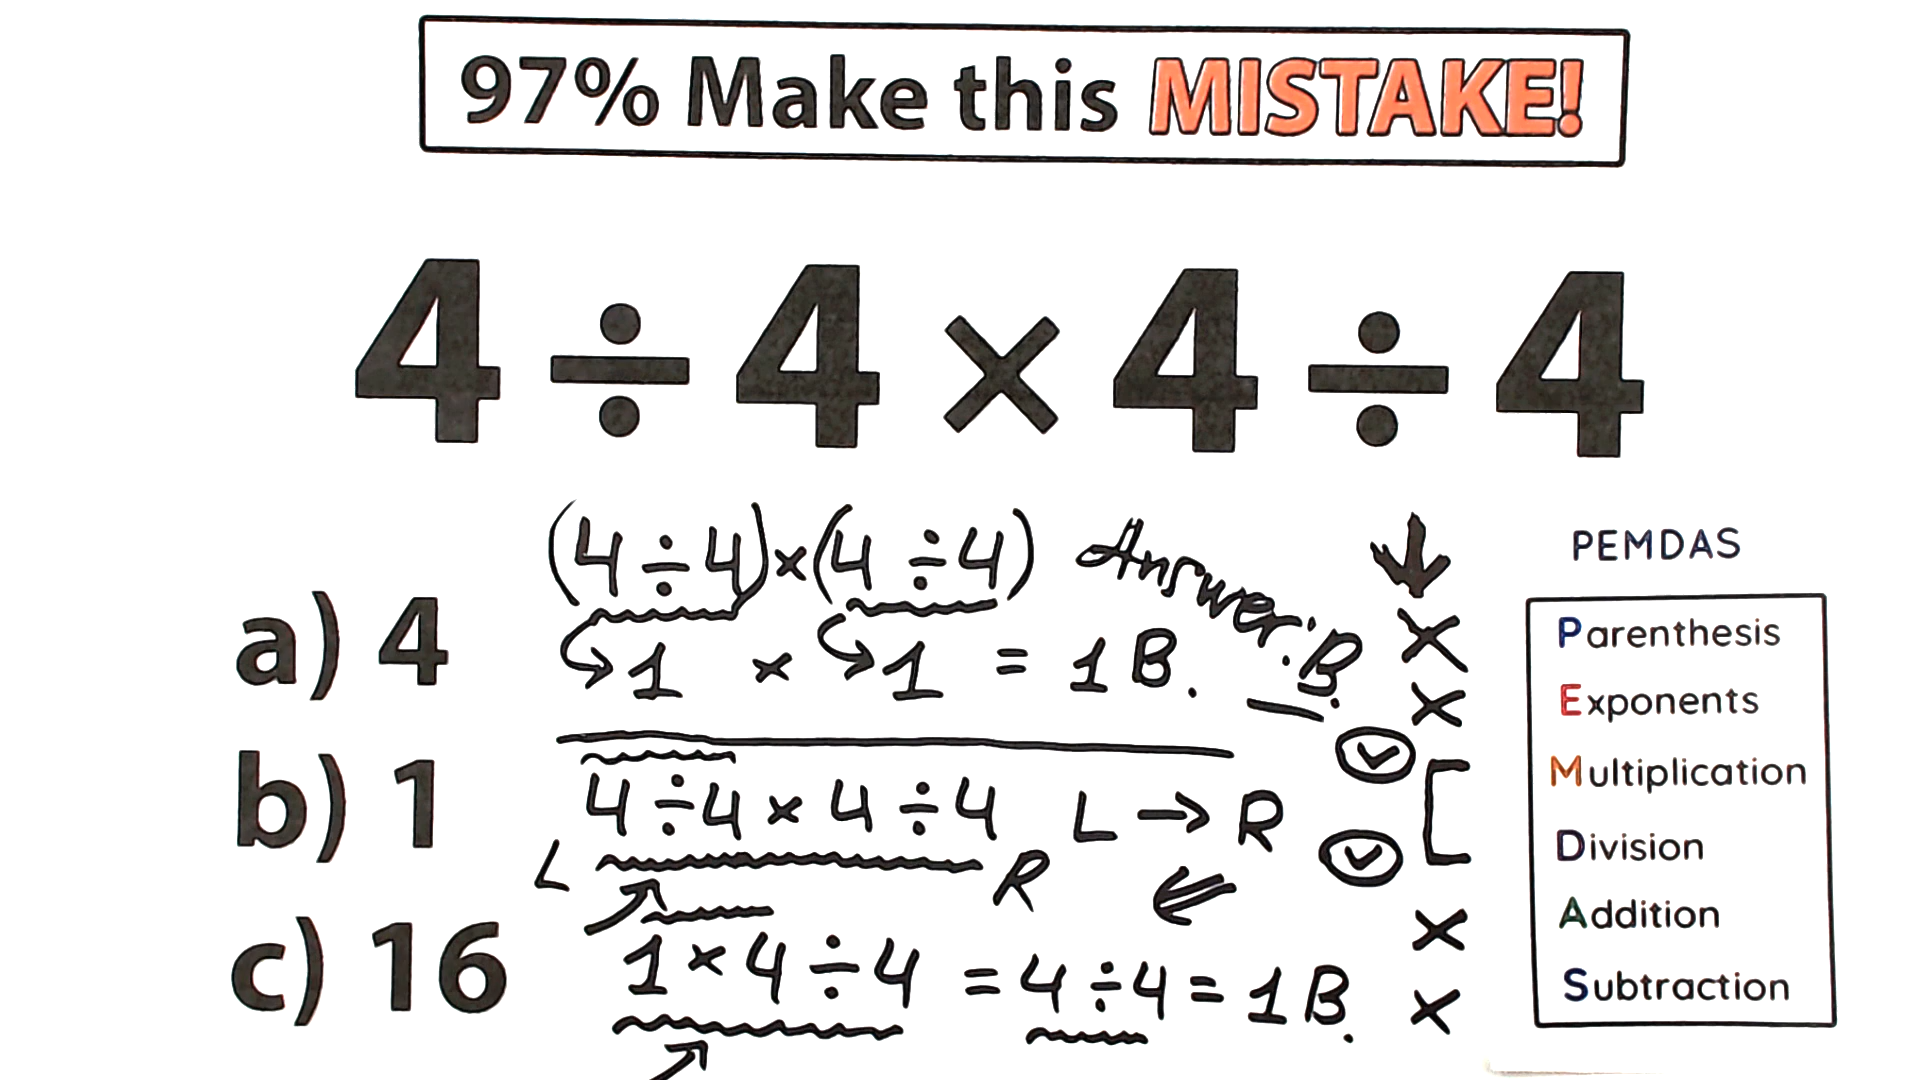 97% Make this MISTAKE!
4 ÷ 4 × 4 ÷ 4
a) 4
b) 1
c) 16
(4 ÷ 4) × (4 ÷ 4)
1 × 1 = 1 B.
Answer: B.
4 ÷ 4 × 4 ÷ 4 L → R
L R
1 × 4 ÷ 4 = 4 ÷ 4 = 1 B.
PEMDAS
Parenthesis
Exponents
Multiplication
Division
Addition
Subtraction